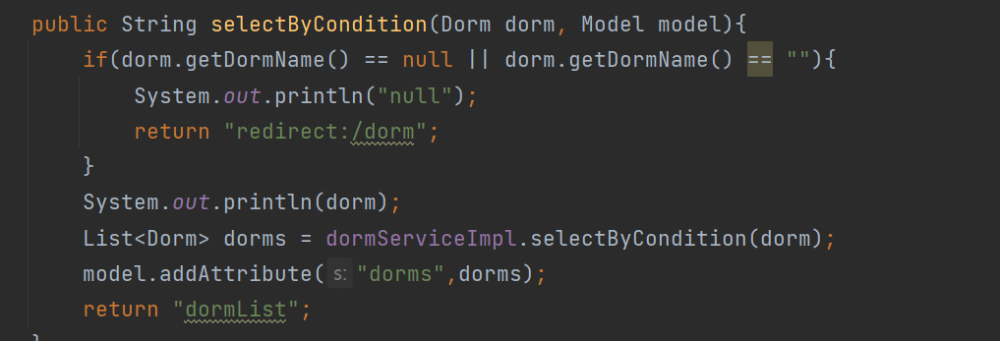 public String selectByCondition(Dorm dorm, Model model){
if(dorm.getDormName() == null || dorm.getDormName() == ""){
System.out.println("null");
return "redirect:/dorm";
}
System.out.println(dorm);
List<Dorm> dorms = dormServiceImpl.selectByCondition(dorm);
model.addAttribute( s: "dorms",dorms);
return "dormList";
}